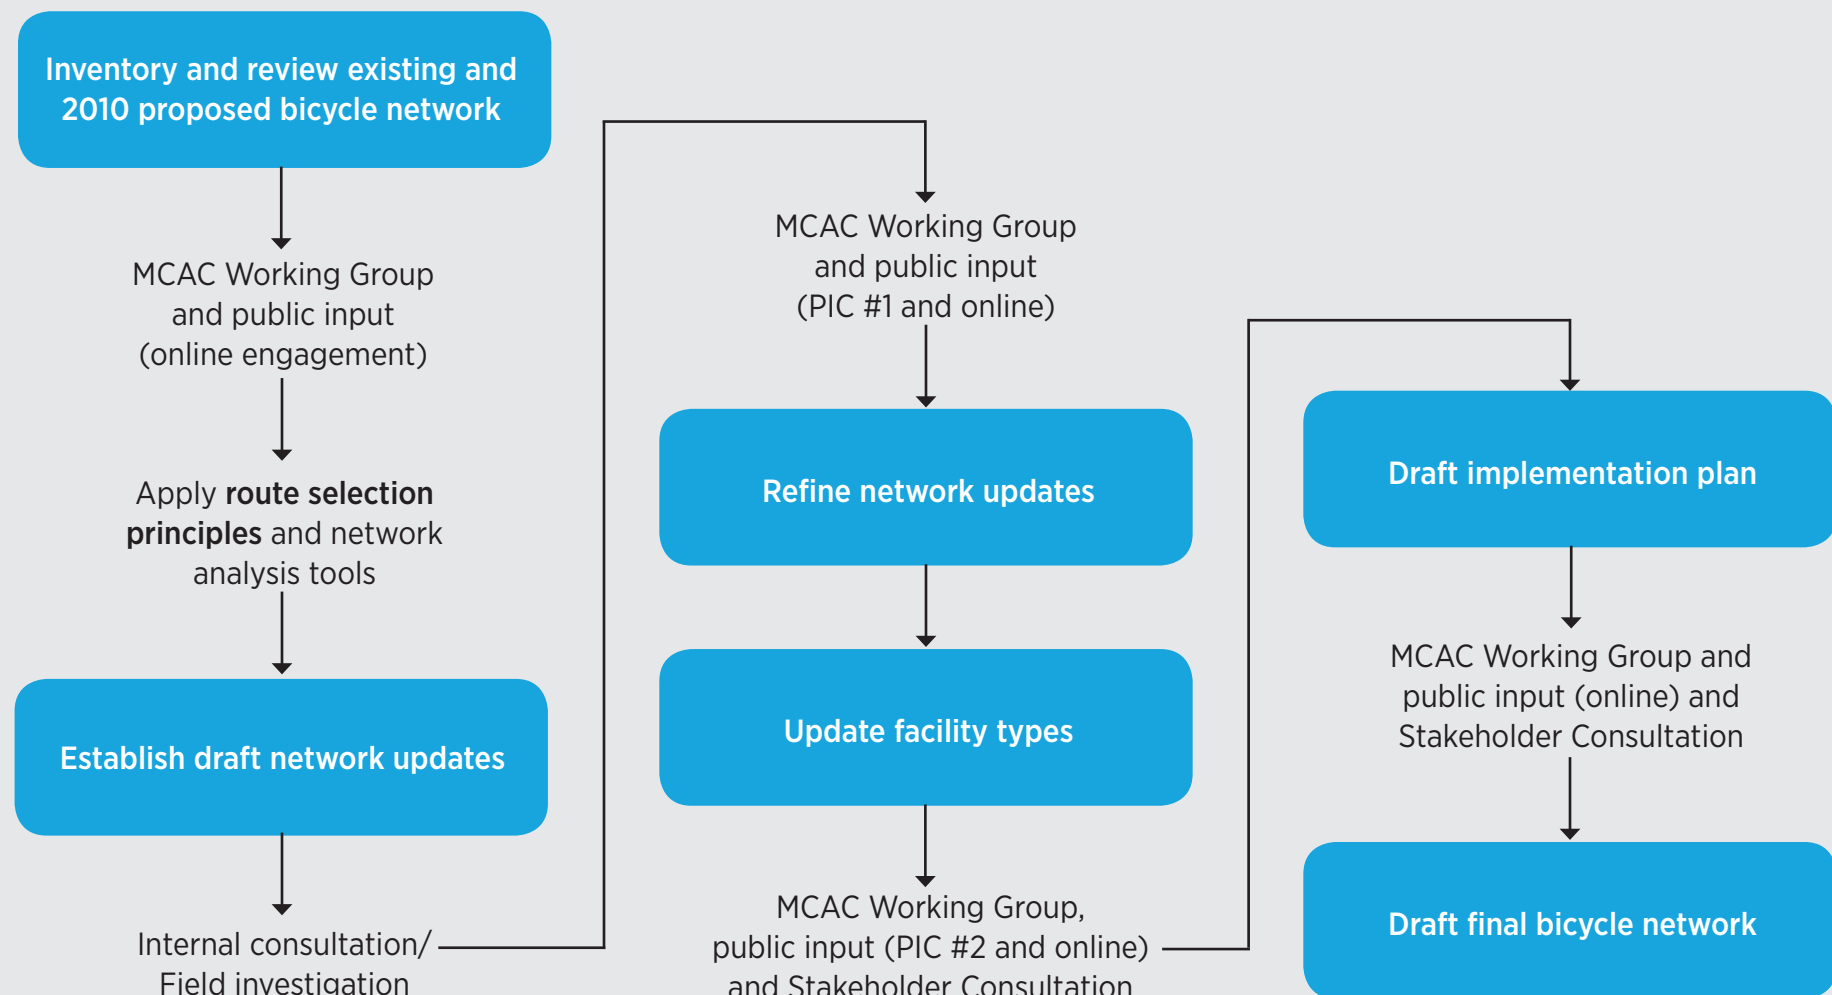 Inventory and review existing and
2010 proposed bicycle network
MCAC Working Group
and public input
(online engagement)
Apply route selection
principles and network
analysis tools
Establish draft network updates
Internal consultation/
Field investigation
MCAC Working Group
and public input
(PIC #1 and online)
Refine network updates
Update facility types
MCAC Working Group,
public input (PIC #2 and online)
and Stakeholder Consultation
Draft implementation plan
MCAC Working Group and
public input (online) and
Stakeholder Consultation
Draft final bicycle network